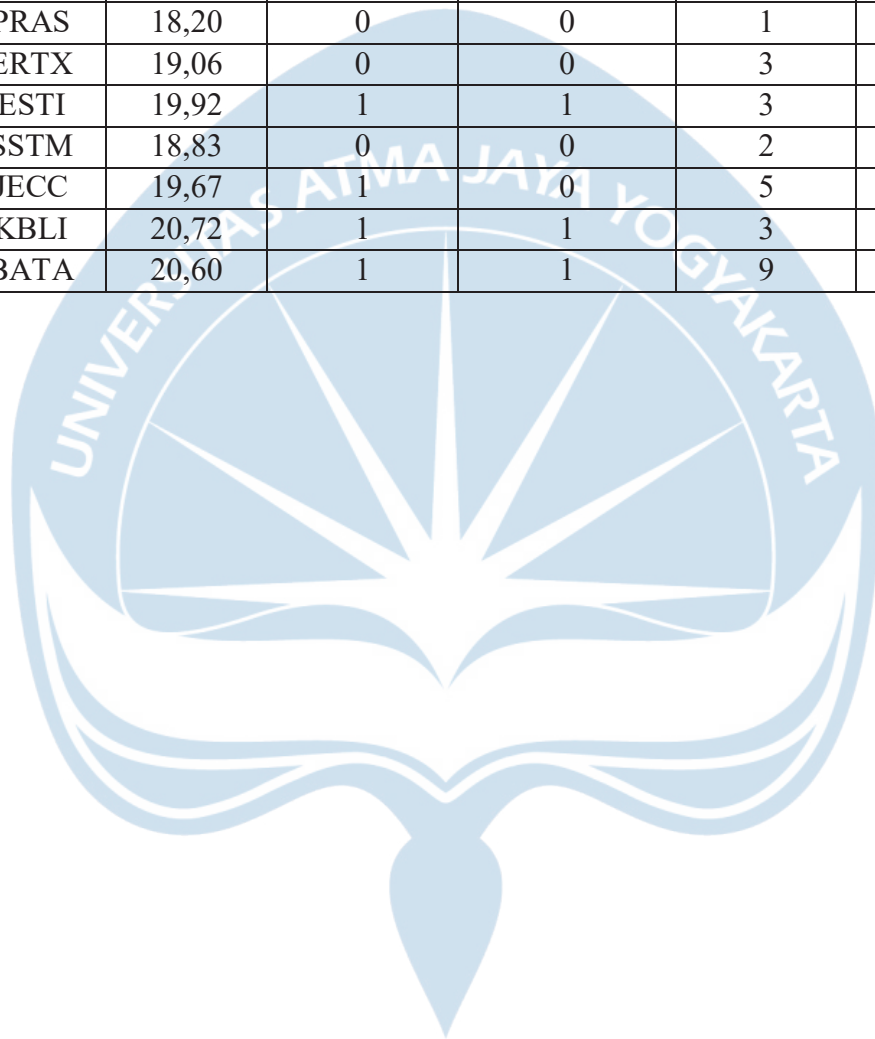 PRAS 18,20 0 0 1
ERTX 19,06 0 0 3
ESTI 19,92 1 1 3
SSTM 18,83 0 0 2
JECC 19,67 1 0 5
KBLI 20,72 1 1 3
BATA 20,60 1 1 9
UNIVERSITAS ATMA JAYA YOGYAKARTA